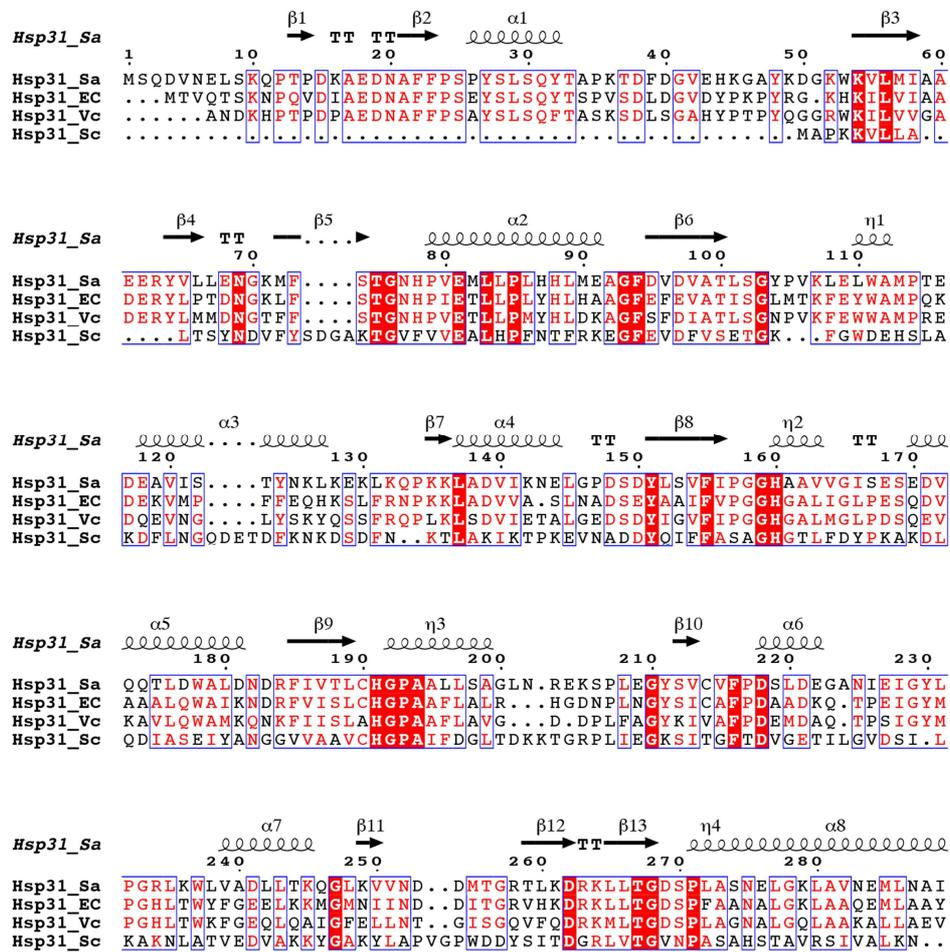 β1 β2 α1 β3
Hsp31_Sa TT TT
1 10 20 30 40 50 60
Hsp31_Sa MSQDVNELSKQPTPDKAEDNAFFPSPYSLSQYTAPKTDFDGVEHKGAYKDGKWKVLMIAA
Hsp31_EC ...MTVQTSKNPQVDIAEDNAFFPSEYSLSQYTSPVSDLDGVDYPKPYRG.KHKILVIAA
Hsp31_Vc .......ANDKHPTPDPAEDNAFFPSAYSLSQFTASKSDLSGAHYPTPYQGGRWKILVVGA
Hsp31_Sc .................................................MAPKKVLLA..
β4 β5 α2 β6 η1
Hsp31_Sa TT ....
70 80 90 100 110
Hsp31_Sa EERYVLLENGKMF....STGNHPVEMLLPLHHLMEAGFDVDVATLSGYPVKLELWAMPTE
Hsp31_EC DERYLPTDNGKLF....STGNHPIETLLPLYHLHAAGFEFEVATISGLMTKFEYWAMPQK
Hsp31_Vc DERYLMMDNGTFF....STGNHPVETLLPMYHLDKAGFSFDIATLSGNPVKFEWWAMPRE
Hsp31_Sc ....LTSYNDVFYSDGAKTGVFVVEALHPFNTFRKEGFEVDFVSETGK...FGWDEHSLA
α3 β7 α4 β8 η2
Hsp31_Sa .... TT TT
120 130 140 150 160 170
Hsp31_Sa DEAVIS....TYNKLKEKLKQPKKLADVIKNELGPDSDYLSVFIPGGHAAVVGISESEDV
Hsp31_EC DEKVMP....FFEQHKSLFRNPKKLADVVA.SLNADSEYAAIFVPGGHGALIGLPESQDV
Hsp31_Vc DQEVNG....LYSKYQSSFRQPLKLSDVIETALGEDSDYIGVFIPGGHGALMGLPDSQEV
Hsp31_Sc KDFLNGQDETDFKNKDSDFN..KTLAKIKTPKEVNADDYQIFFASAGHGTLFDYPKAKDL
α5 β9 η3 β10 α6
Hsp31_Sa
180 190 200 210 220 230
Hsp31_Sa QQTLDWALDNDRFIVTLCHGPAALLSAGLN.REKSPLEGYSVCVFPDSLDEGANIEIGYL
Hsp31_EC AAALQWAIKNDRFVISLCHGPAAFLALR...HGDNPLNGYSICAFPDAADKQ.TPEIGYM
Hsp31_Vc KAVLQWAMKQNKFIISLAHGPAAFLAVG...D.DPLFAGYKIVAFPDEMDAQ.TPSIGYM
Hsp31_Sc QDIASEIYANGGVVAAVCHGPAIFDGLTDKKTGRPLIEGKSITGFTDVGETILGVDSI.L
α7 β11 β12 β13 η4 α8
Hsp31_Sa TT
240 250 260 270 280
Hsp31_Sa PGRLKWLVADLLTKQGLKVVND..DMTGRTLKDRKLLTGDSPLASNELGKLAVNEMLNAI
Hsp31_EC PGHLTWYFGEELKKMGMNIIND..DITGRVHKDRKLLTGDSPFAANALGKLAAQEMLAAY
Hsp31_Vc PGHLTWKFGEQLQAIGFELLNT..GISGQVFQDRKMLTGDSPLAGNALGKLAAKALLAEV
Hsp31_Sc KAKNLATVEDVAKKYGAKYLAPVGPWDDYSITDGRLVTGVNPASAHSTAVRSIVALKN..